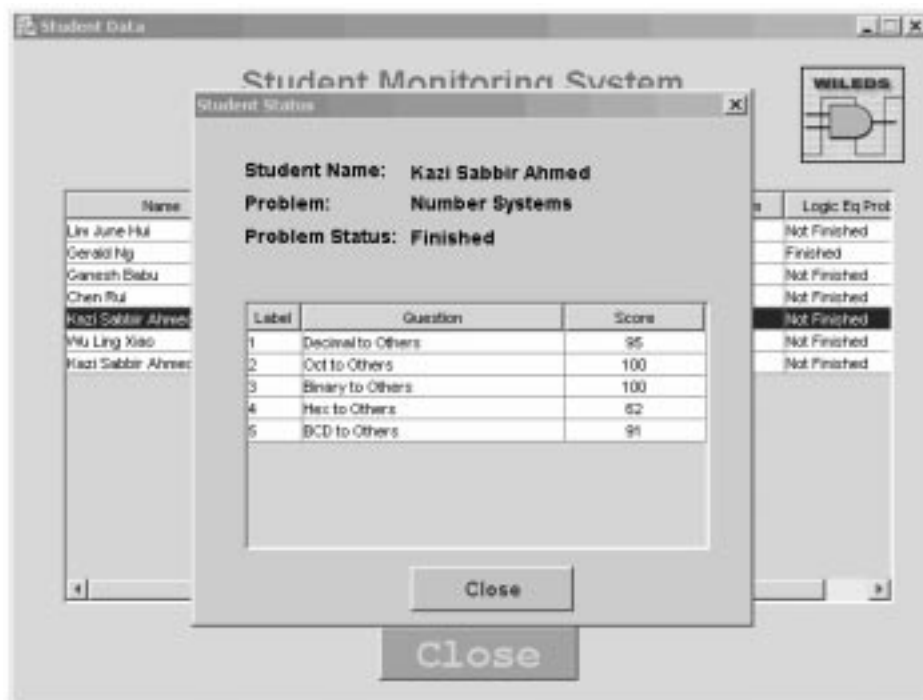 Student Data
Student Monitoring System
WILEDS
Student Status
Student Name: Kazi Sabbir Ahmed
Problem: Number Systems
Problem Status: Finished
Name
Logic Eq Prob
Lim June Hui
Not Finished
Gerald Ng
Finished
Ganesh Babu
Not Finished
Chen Rui
Not Finished
Kazi Sabbir Ahmed
Not Finished
Wu Ling Xiao
Not Finished
Kazi Sabbir Ahmed
Not Finished
Label Question Score
1 Decimal to Others 95
2 Oct to Others 100
3 Binary to Others 100
4 Hex to Others 62
5 BCD to Others 91
Close
Close